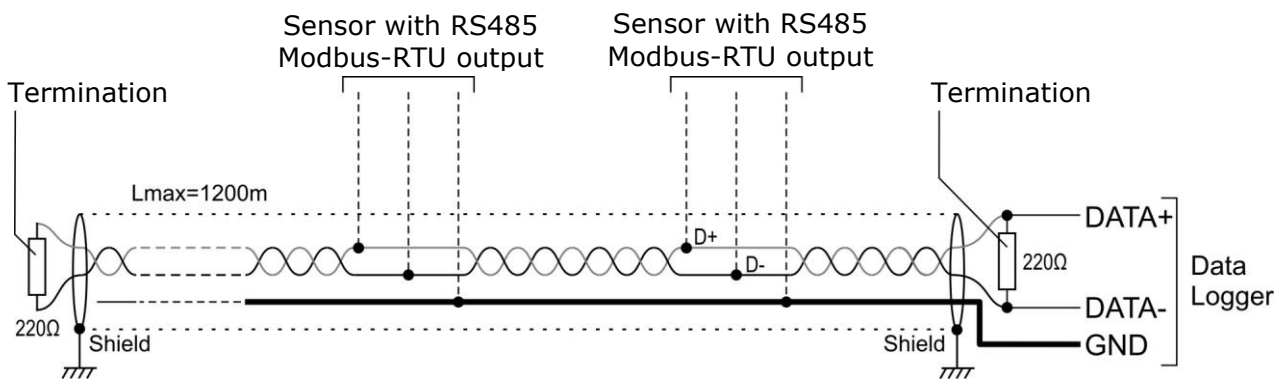 Sensor with RS485
Modbus-RTU output
Sensor with RS485
Modbus-RTU output
Termination
Termination
Lmax=1200m
D+
D-
220Ω
220Ω
Shield
Shield
DATA+
DATA-
GND
Data
Logger